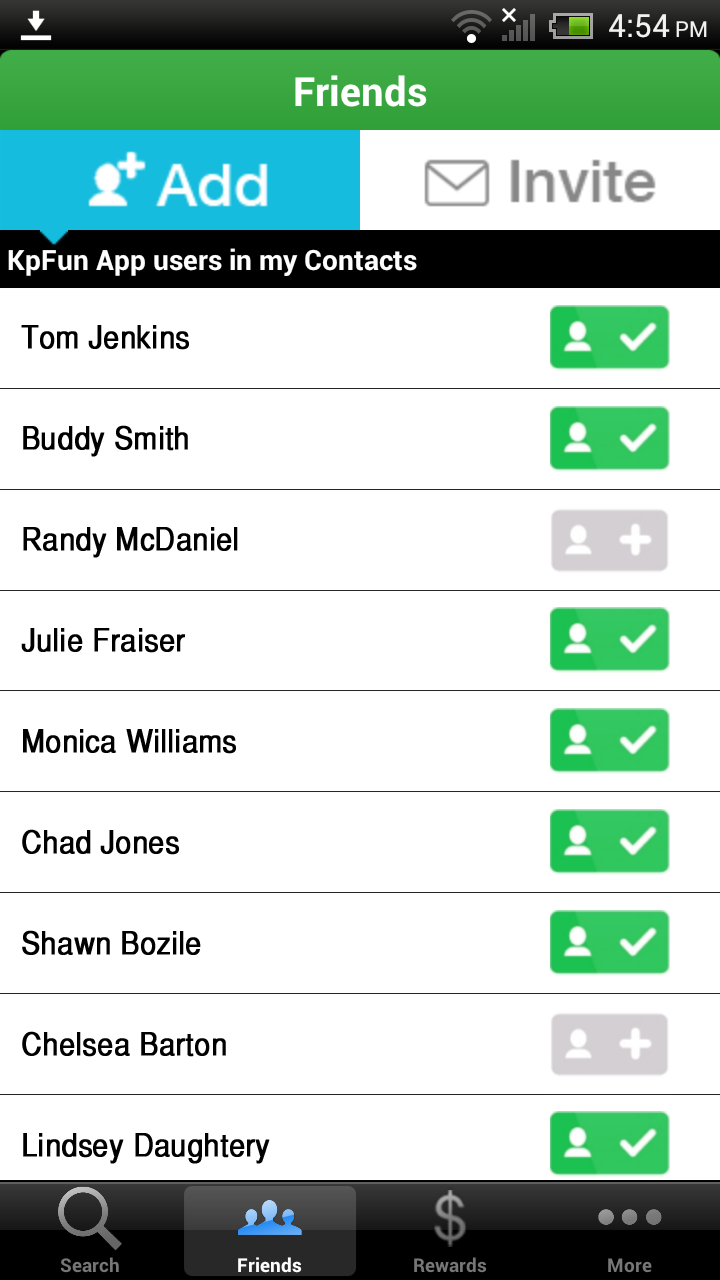 4:54 PM
Friends
Add
Invite
KpFun App users in my Contacts
Tom Jenkins
Buddy Smith
Randy McDaniel
Julie Fraiser
Monica Williams
Chad Jones
Shawn Bozile
Chelsea Barton
Lindsey Daughtery
Search
Friends
Rewards
More